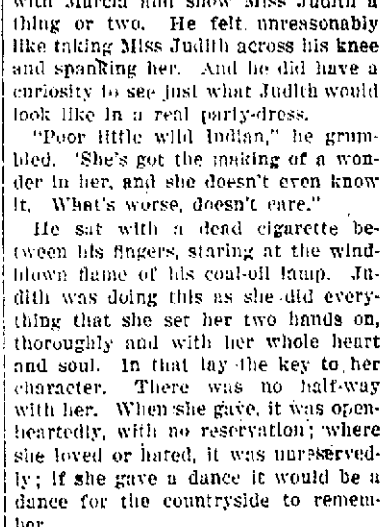 with Marcia and show Miss Judith a
thing or two. He felt unreasonably
like taking Miss Judith across his knee
and spanking her. And he did have a
curiosity to see just what Judith would
look like in a real party-dress.
"Poor little wild Indian," he grum-
bled. 'She's got the making of a won-
der in her, and she doesn't even know
it. What's worse, doesn't care."
He sat with a dead cigarette be-
tween his fingers, staring at the wind-
blown flame of his coal-oil lamp. Ju-
dith was doing this as she did every-
thing that she set her two hands on,
thoroughly and with her whole heart
and soul. In that lay the key to her
character. There was no half-way
with her. When she gave, it was open-
heartedly, with no reservation; where
she loved or hated, it was unreserved-
ly; if she gave a dance it would be a
dance for the countryside to remem-
ber.